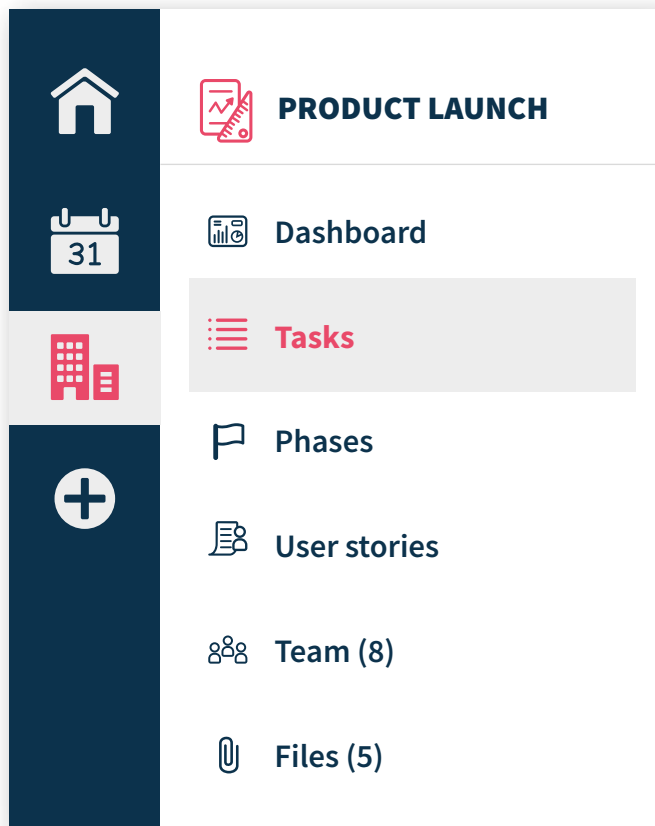 PRODUCT LAUNCH
31
Dashboard
Tasks
Phases
User stories
Team (8)
Files (5)